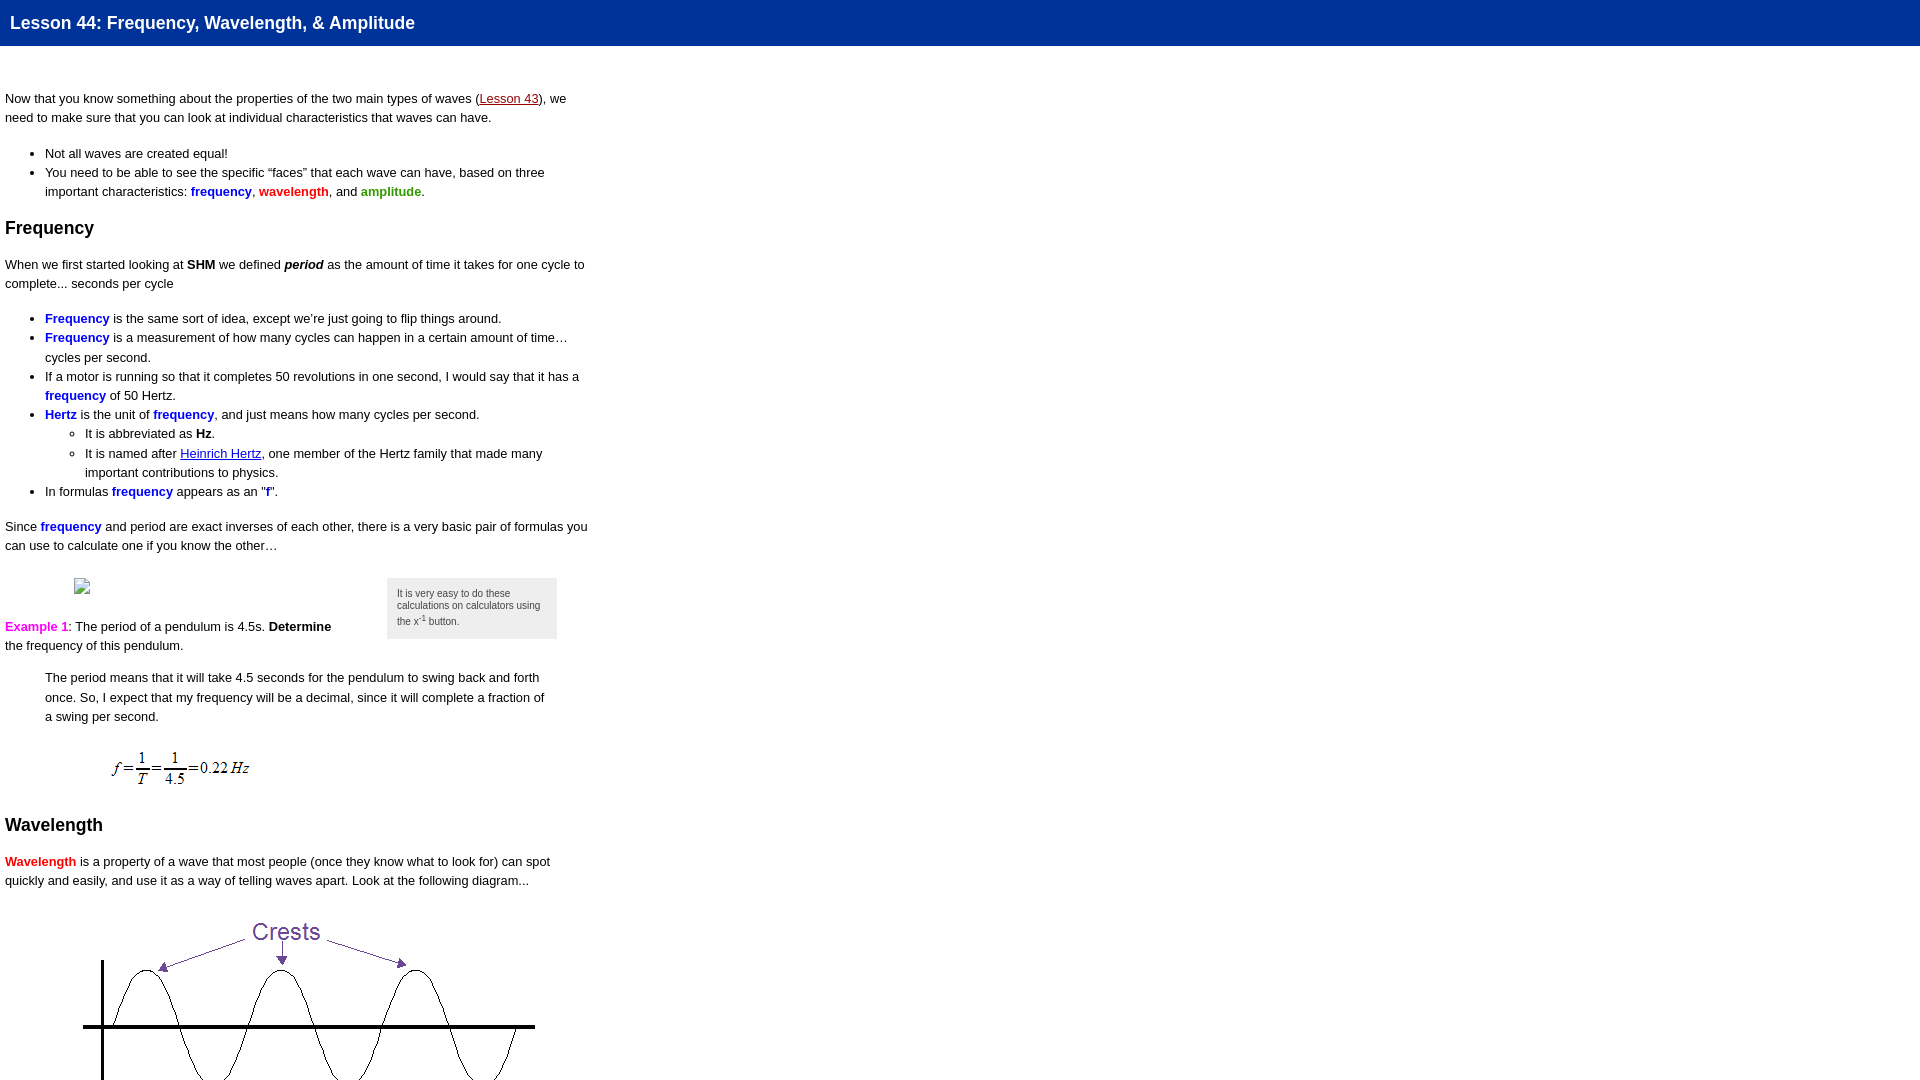 Lesson 44: Frequency, Wavelength, & Amplitude
Now that you know something about the properties of the two main types of waves (Lesson 43), we
need to make sure that you can look at individual characteristics that waves can have.
• Not all waves are created equal!
• You need to be able to see the specific “faces” that each wave can have, based on three
important characteristics: frequency, wavelength, and amplitude.
Frequency
When we first started looking at SHM we defined period as the amount of time it takes for one cycle to
complete... seconds per cycle
• Frequency is the same sort of idea, except we’re just going to flip things around.
• Frequency is a measurement of how many cycles can happen in a certain amount of time…
cycles per second.
• If a motor is running so that it completes 50 revolutions in one second, I would say that it has a
frequency of 50 Hertz.
• Hertz is the unit of frequency, and just means how many cycles per second.
◦ It is abbreviated as Hz.
◦ It is named after Heinrich Hertz, one member of the Hertz family that made many
important contributions to physics.
• In formulas frequency appears as an "f".
Since frequency and period are exact inverses of each other, there is a very basic pair of formulas you
can use to calculate one if you know the other…
It is very easy to do these
calculations on calculators using
the x⁻¹ button.
Example 1: The period of a pendulum is 4.5s. Determine
the frequency of this pendulum.
The period means that it will take 4.5 seconds for the pendulum to swing back and forth
once. So, I expect that my frequency will be a decimal, since it will complete a fraction of
a swing per second.
f = 1/T = 1/4.5 = 0.22 Hz
Wavelength
Wavelength is a property of a wave that most people (once they know what to look for) can spot
quickly and easily, and use it as a way of telling waves apart. Look at the following diagram...
Crests